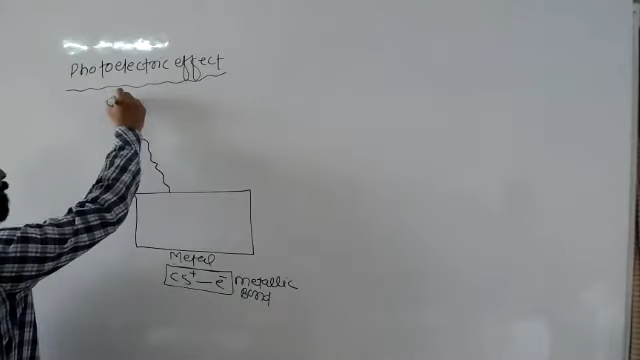 Photoelectric effect
Metal
CS⁺ — e⁻ Metallic
Bond